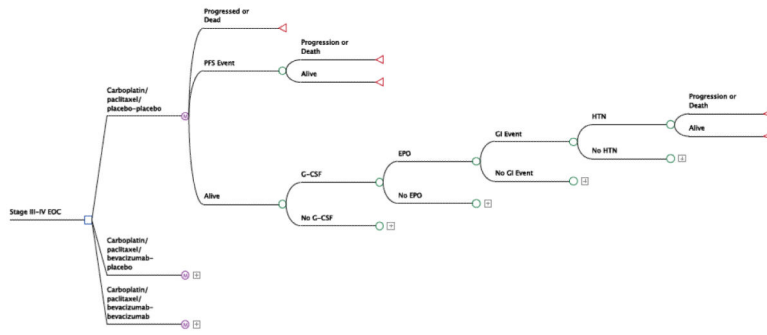 Progressed or
Dead
Progression or
Death
PFS Event
Alive
Carboplatin/
paclitaxel/
placebo-placebo
Progression or
Death
HTN
Alive
GI Event
No HTN
EPO
G-CSF
No GI Event
Alive
No EPO
Stage III-IV EOC
No G-CSF
Carboplatin/
paclitaxel/
bevacizumab-
placebo
Carboplatin/
paclitaxel/
bevacizumab-
bevacizumab
M
M
M